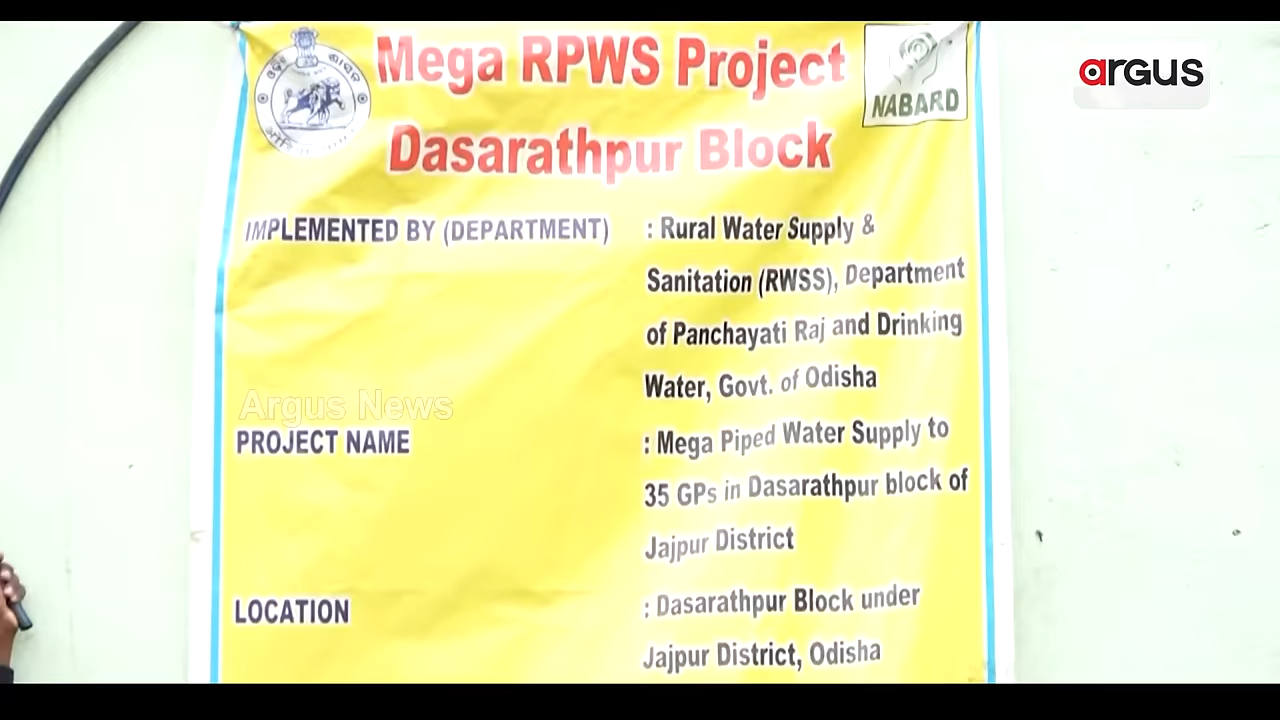 Mega RPWS Project
Dasarathpur Block
NABARD
argus
IMPLEMENTED BY (DEPARTMENT) : Rural Water Supply &
Sanitation (RWSS), Department
of Panchayati Raj and Drinking
Water, Govt. of Odisha
Argus News
PROJECT NAME : Mega Piped Water Supply to
35 GPs in Dasarathpur block of
Jajpur District
LOCATION : Dasarathpur Block under
Jajpur District, Odisha